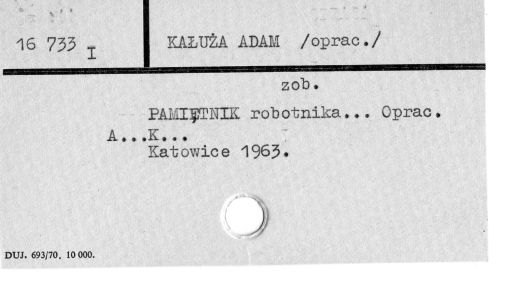 16 733 I KAŁUŻA ADAM /oprac./
zob.
PAMIĘTNIK robotnika... Oprac.
A...K...
Katowice 1963.
DUJ. 693/70. 10 000.